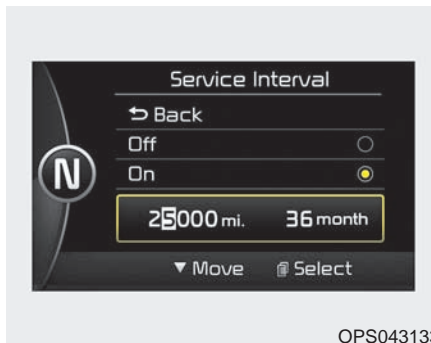 Service Interval
Back
Off
On
N
25000 mi. 36 month
Move Select
OPS043133